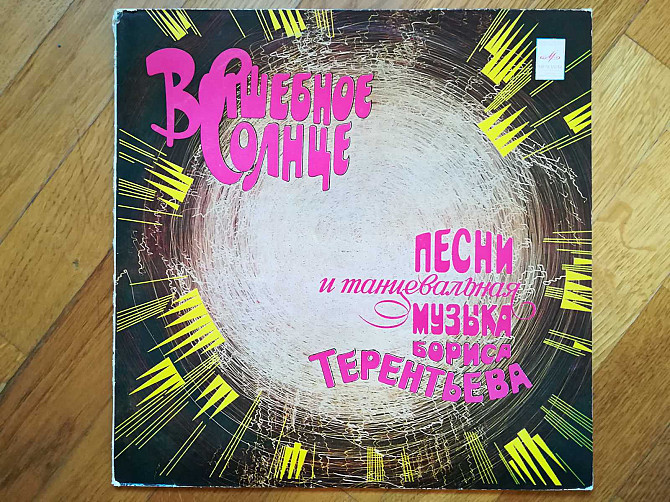 Волшебное
Солнце
ПЕСНИ
и танцевальная
МУЗЫКА
БОРИСА
ТЕРЕНТЬЕВА